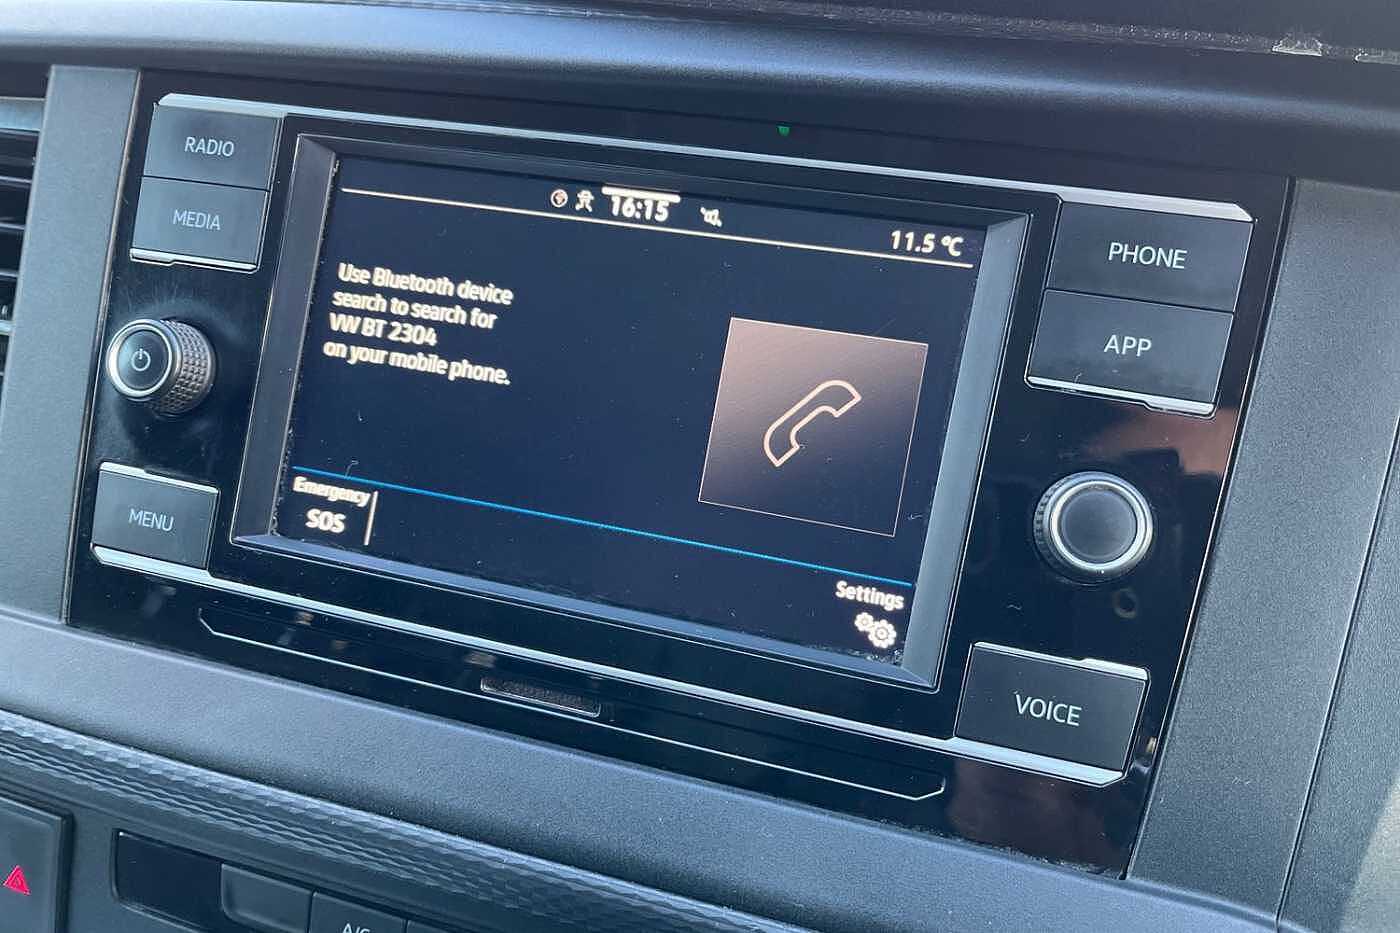 RADIO
MEDIA
MENU
16:15
11.5 °C
Use Bluetooth device
search to search for
VW BT 2304
on your mobile phone.
Emergency
SOS
Settings
PHONE
APP
VOICE